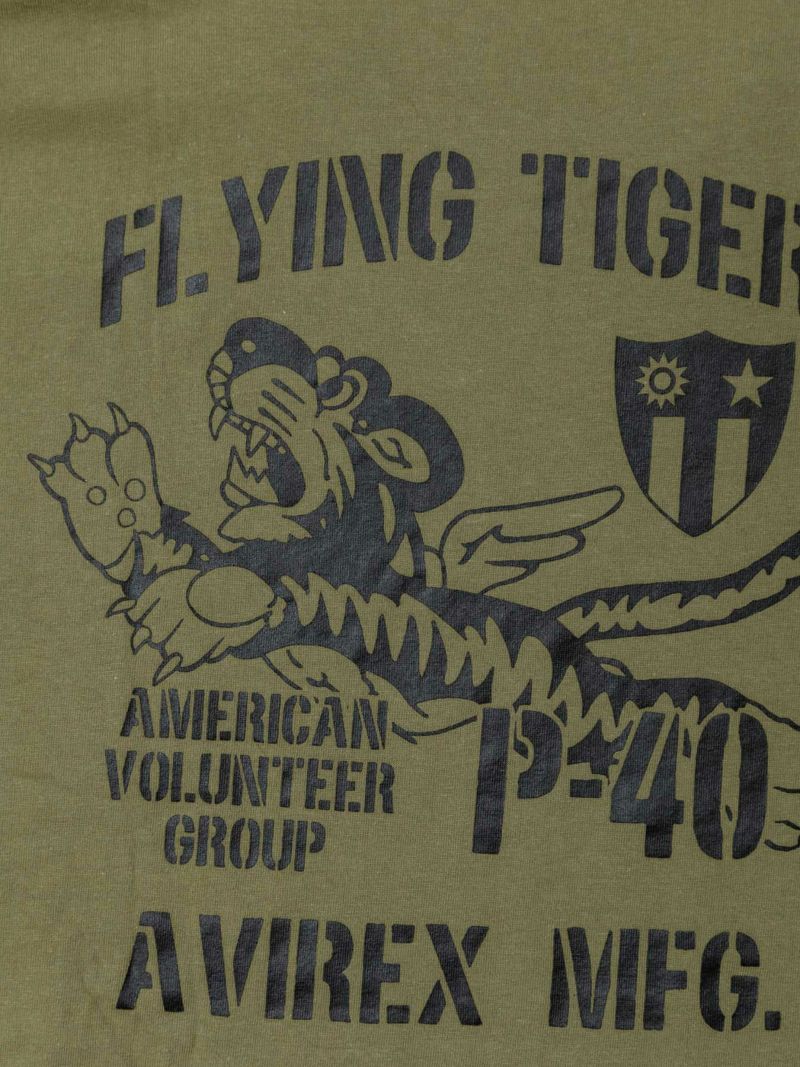 FLYING TIGER
AMERICAN
VOLUNTEER
GROUP
P-40
AVIREX MFG.